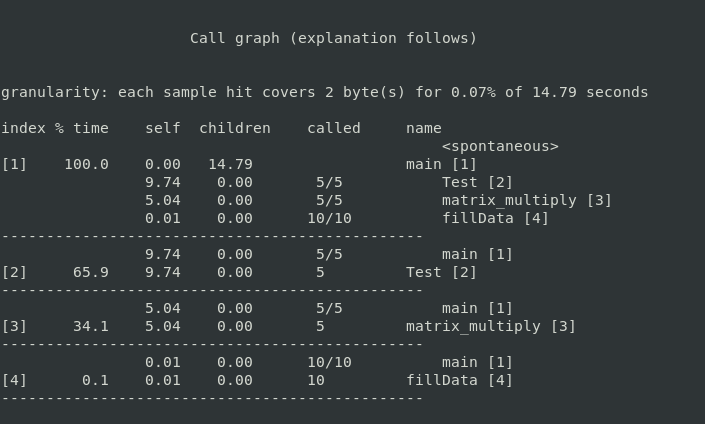 Call graph (explanation follows)
granularity: each sample hit covers 2 byte(s) for 0.07% of 14.79 seconds
index % time    self  children    called     name
                                                 <spontaneous>
[1]    100.0    0.00   14.79                 main [1]
                9.74    0.00       5/5           Test [2]
                5.04    0.00       5/5           matrix_multiply [3]
                0.01    0.00      10/10          fillData [4]
-----------------------------------------------
                9.74    0.00       5/5           main [1]
[2]     65.9    9.74    0.00       5         Test [2]
-----------------------------------------------
                5.04    0.00       5/5           main [1]
[3]     34.1    5.04    0.00       5         matrix_multiply [3]
-----------------------------------------------
                0.01    0.00      10/10          main [1]
[4]      0.1    0.01    0.00      10         fillData [4]
-----------------------------------------------